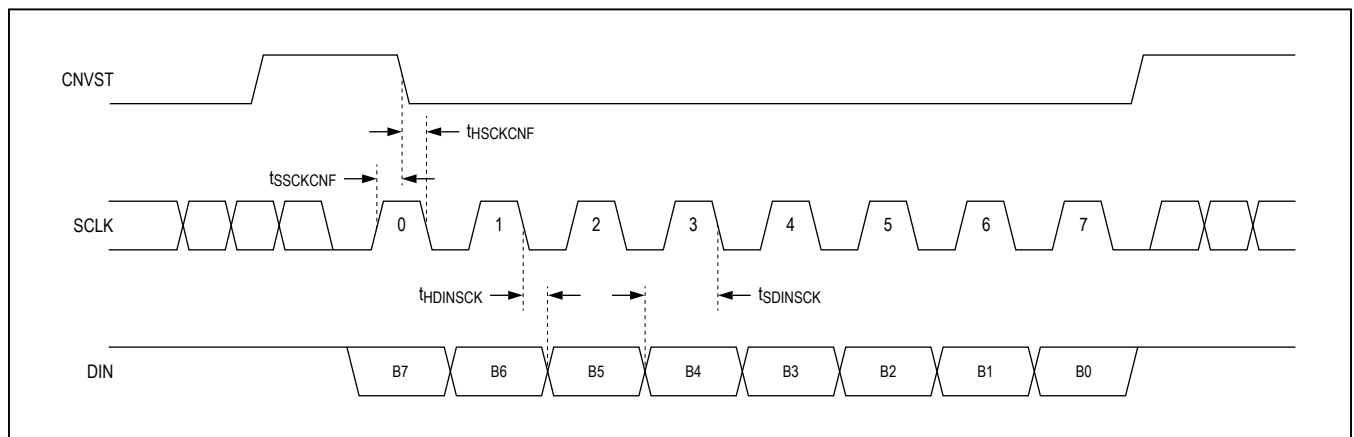 CNVST
tHSCKCNF
tSSCKCNF
SCLK 0 1 2 3 4 5 6 7
tHDINSCK tSDINSCK
DIN B7 B6 B5 B4 B3 B2 B1 B0